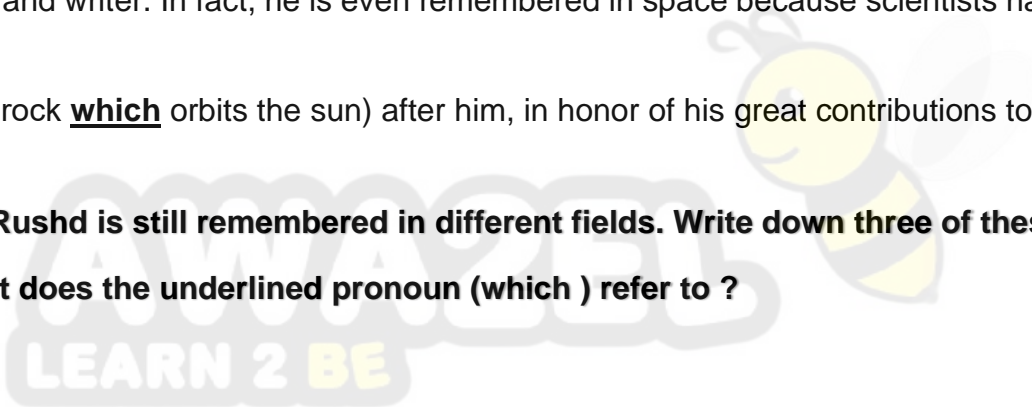 and writer. In fact, he is even remembered in space because scientists
rock which orbits the sun) after him, in honor of his great contributions to
Rushd is still remembered in different fields. Write down three of
does the underlined pronoun (which ) refer to ?
AWA2EL
LEARN 2 BE